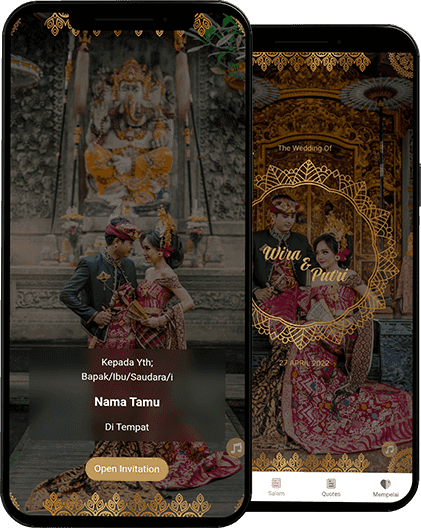 Kepada Yth;
Bapak/Ibu/Saudara/i
Nama Tamu
Di Tempat
Open Invitation
The Wedding Of
Wira
&
Putri
27 APRIL 2022
Salam
Quotes
Mempelai